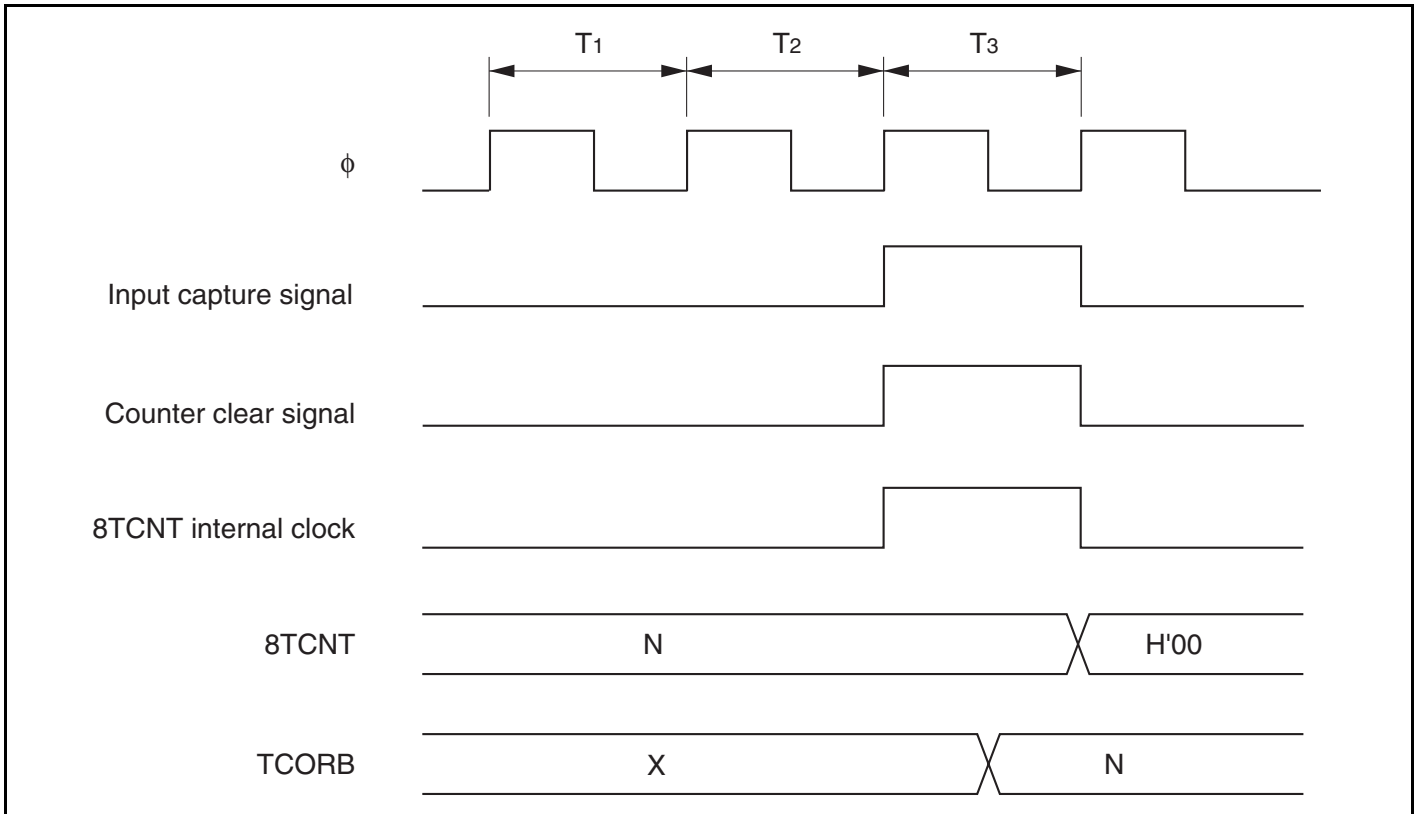 T1 T2 T3
ϕ
Input capture signal
Counter clear signal
8TCNT internal clock
8TCNT N H'00
TCORB X N